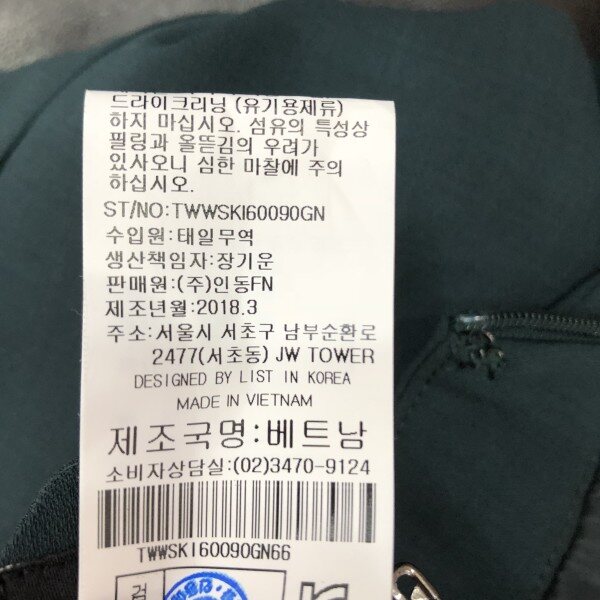 드라이크리닝 (유기용제류)
하지 마십시오. 섬유의 특성상
필링과 올뜯김의 우려가
있사오니 심한 마찰에 주의
하십시오.
ST/NO:TWWSKI60090GN
수입원:태일무역
생산책임자:장기운
판매원:(주)인동FN
제조년월:2018.3
주소:서울시 서초구 남부순환로
2477(서초동) JW TOWER
DESIGNED BY LIST IN KOREA
MADE IN VIETNAM
제조국명:베트남
소비자상담실:(02)3470-9124
TWWSKI60090GN66
검